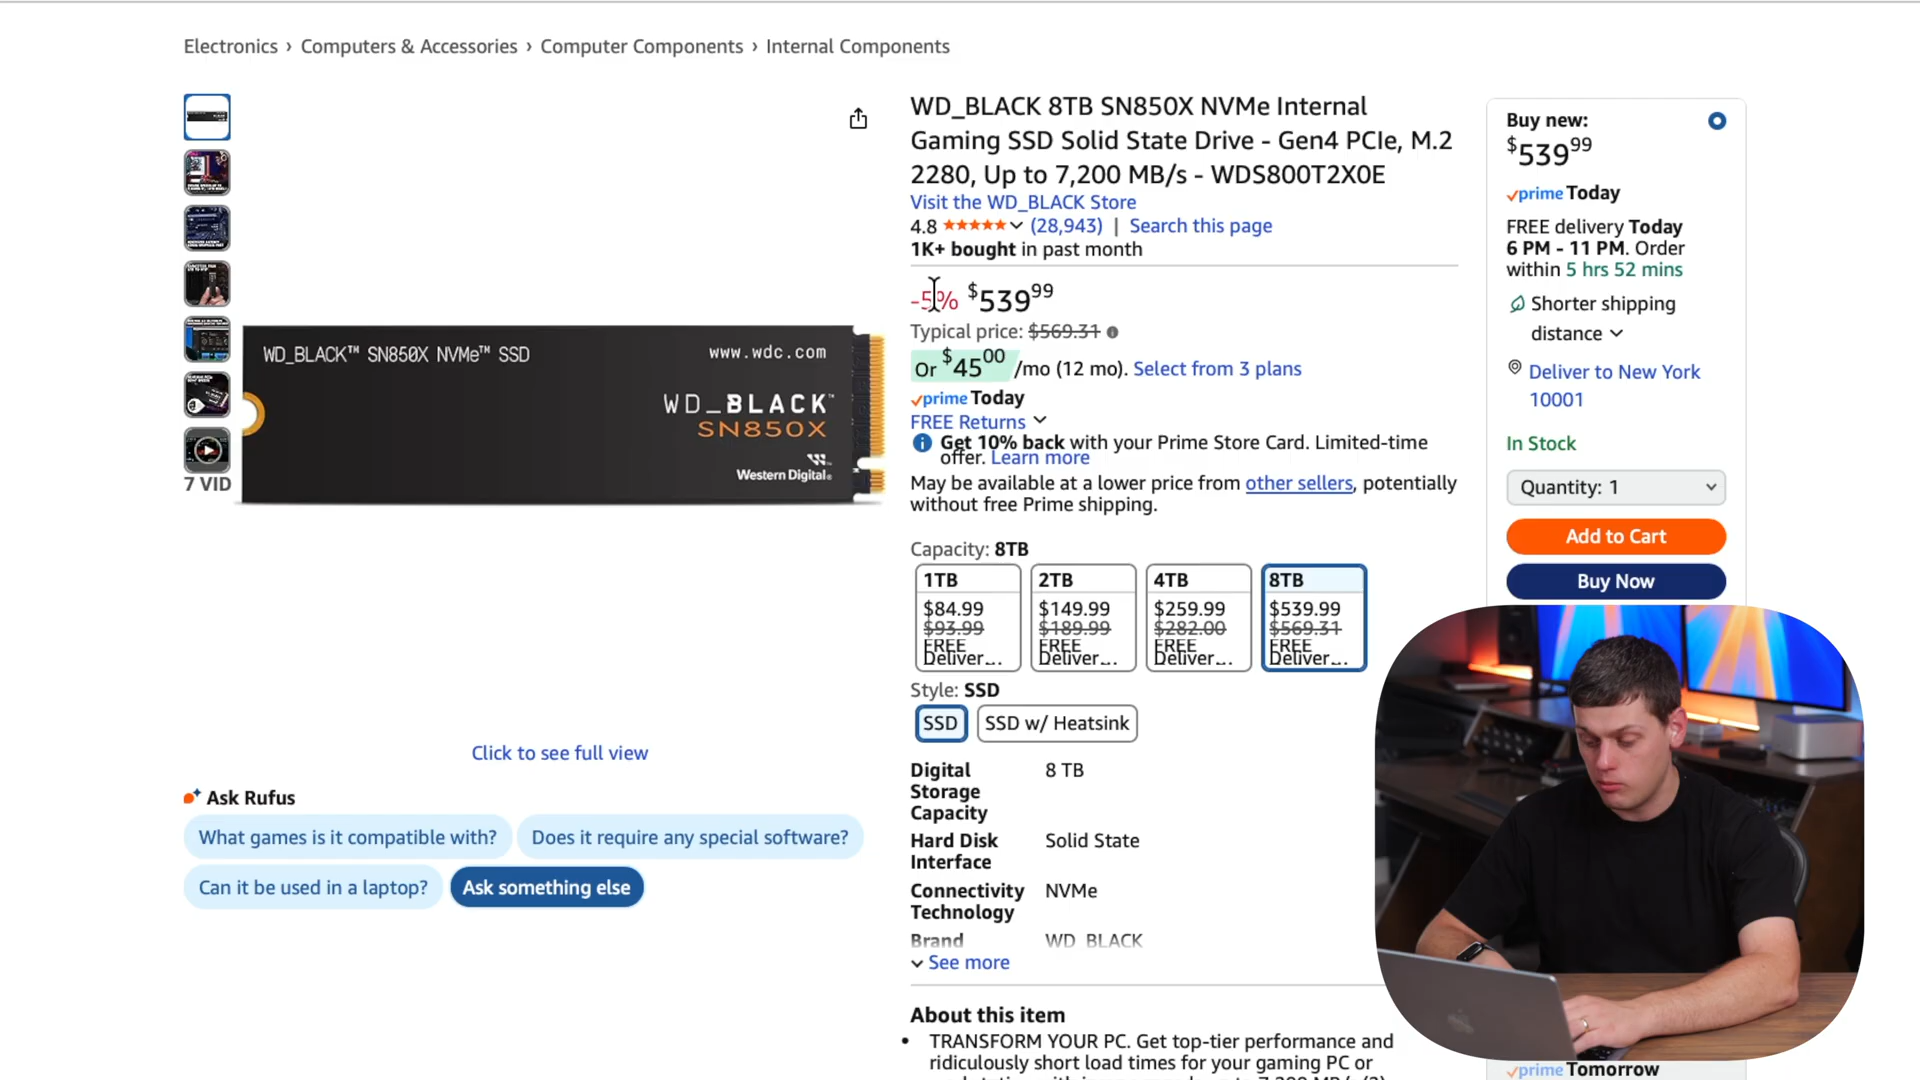 Electronics › Computers & Accessories › Computer Components › Internal Components
7 VID
WD_BLACK™ SN850X NVMe™ SSD
www.wdc.com
WD_BLACK™
SN850X
Western Digital®
Click to see full view
Ask Rufus
What games is it compatible with?
Does it require any special software?
Can it be used in a laptop?
Ask something else
WD_BLACK 8TB SN850X NVMe Internal
Gaming SSD Solid State Drive - Gen4 PCIe, M.2
2280, Up to 7,200 MB/s - WDS800T2X0E
Visit the WD_BLACK Store
4.8 (28,943) | Search this page
1K+ bought in past month
-5% $539.99
Typical price: $569.31
Or $45.00 /mo (12 mo). Select from 3 plans
prime Today
FREE Returns
Get 10% back with your Prime Store Card. Limited-time
offer. Learn more
May be available at a lower price from other sellers, potentially
without free Prime shipping.
Capacity: 8TB
1TB
$84.99
$93.99
FREE
Deliver...
2TB
$149.99
$189.99
FREE
Deliver...
4TB
$259.99
$282.00
FREE
Deliver...
8TB
$539.99
$569.31
FREE
Deliver...
Style: SSD
SSD
SSD w/ Heatsink
Digital
Storage
Capacity
8 TB
Hard Disk
Interface
Solid State
Connectivity
Technology
NVMe
Brand
WD_BLACK
See more
About this item
• TRANSFORM YOUR PC. Get top-tier performance and
ridiculously short load times for your gaming PC or
Buy new:
$539.99
prime Today
FREE delivery Today
6 PM - 11 PM. Order
within 5 hrs 52 mins
Shorter shipping
distance
Deliver to New York
10001
In Stock
Quantity: 1
Add to Cart
Buy Now
prime Tomorrow